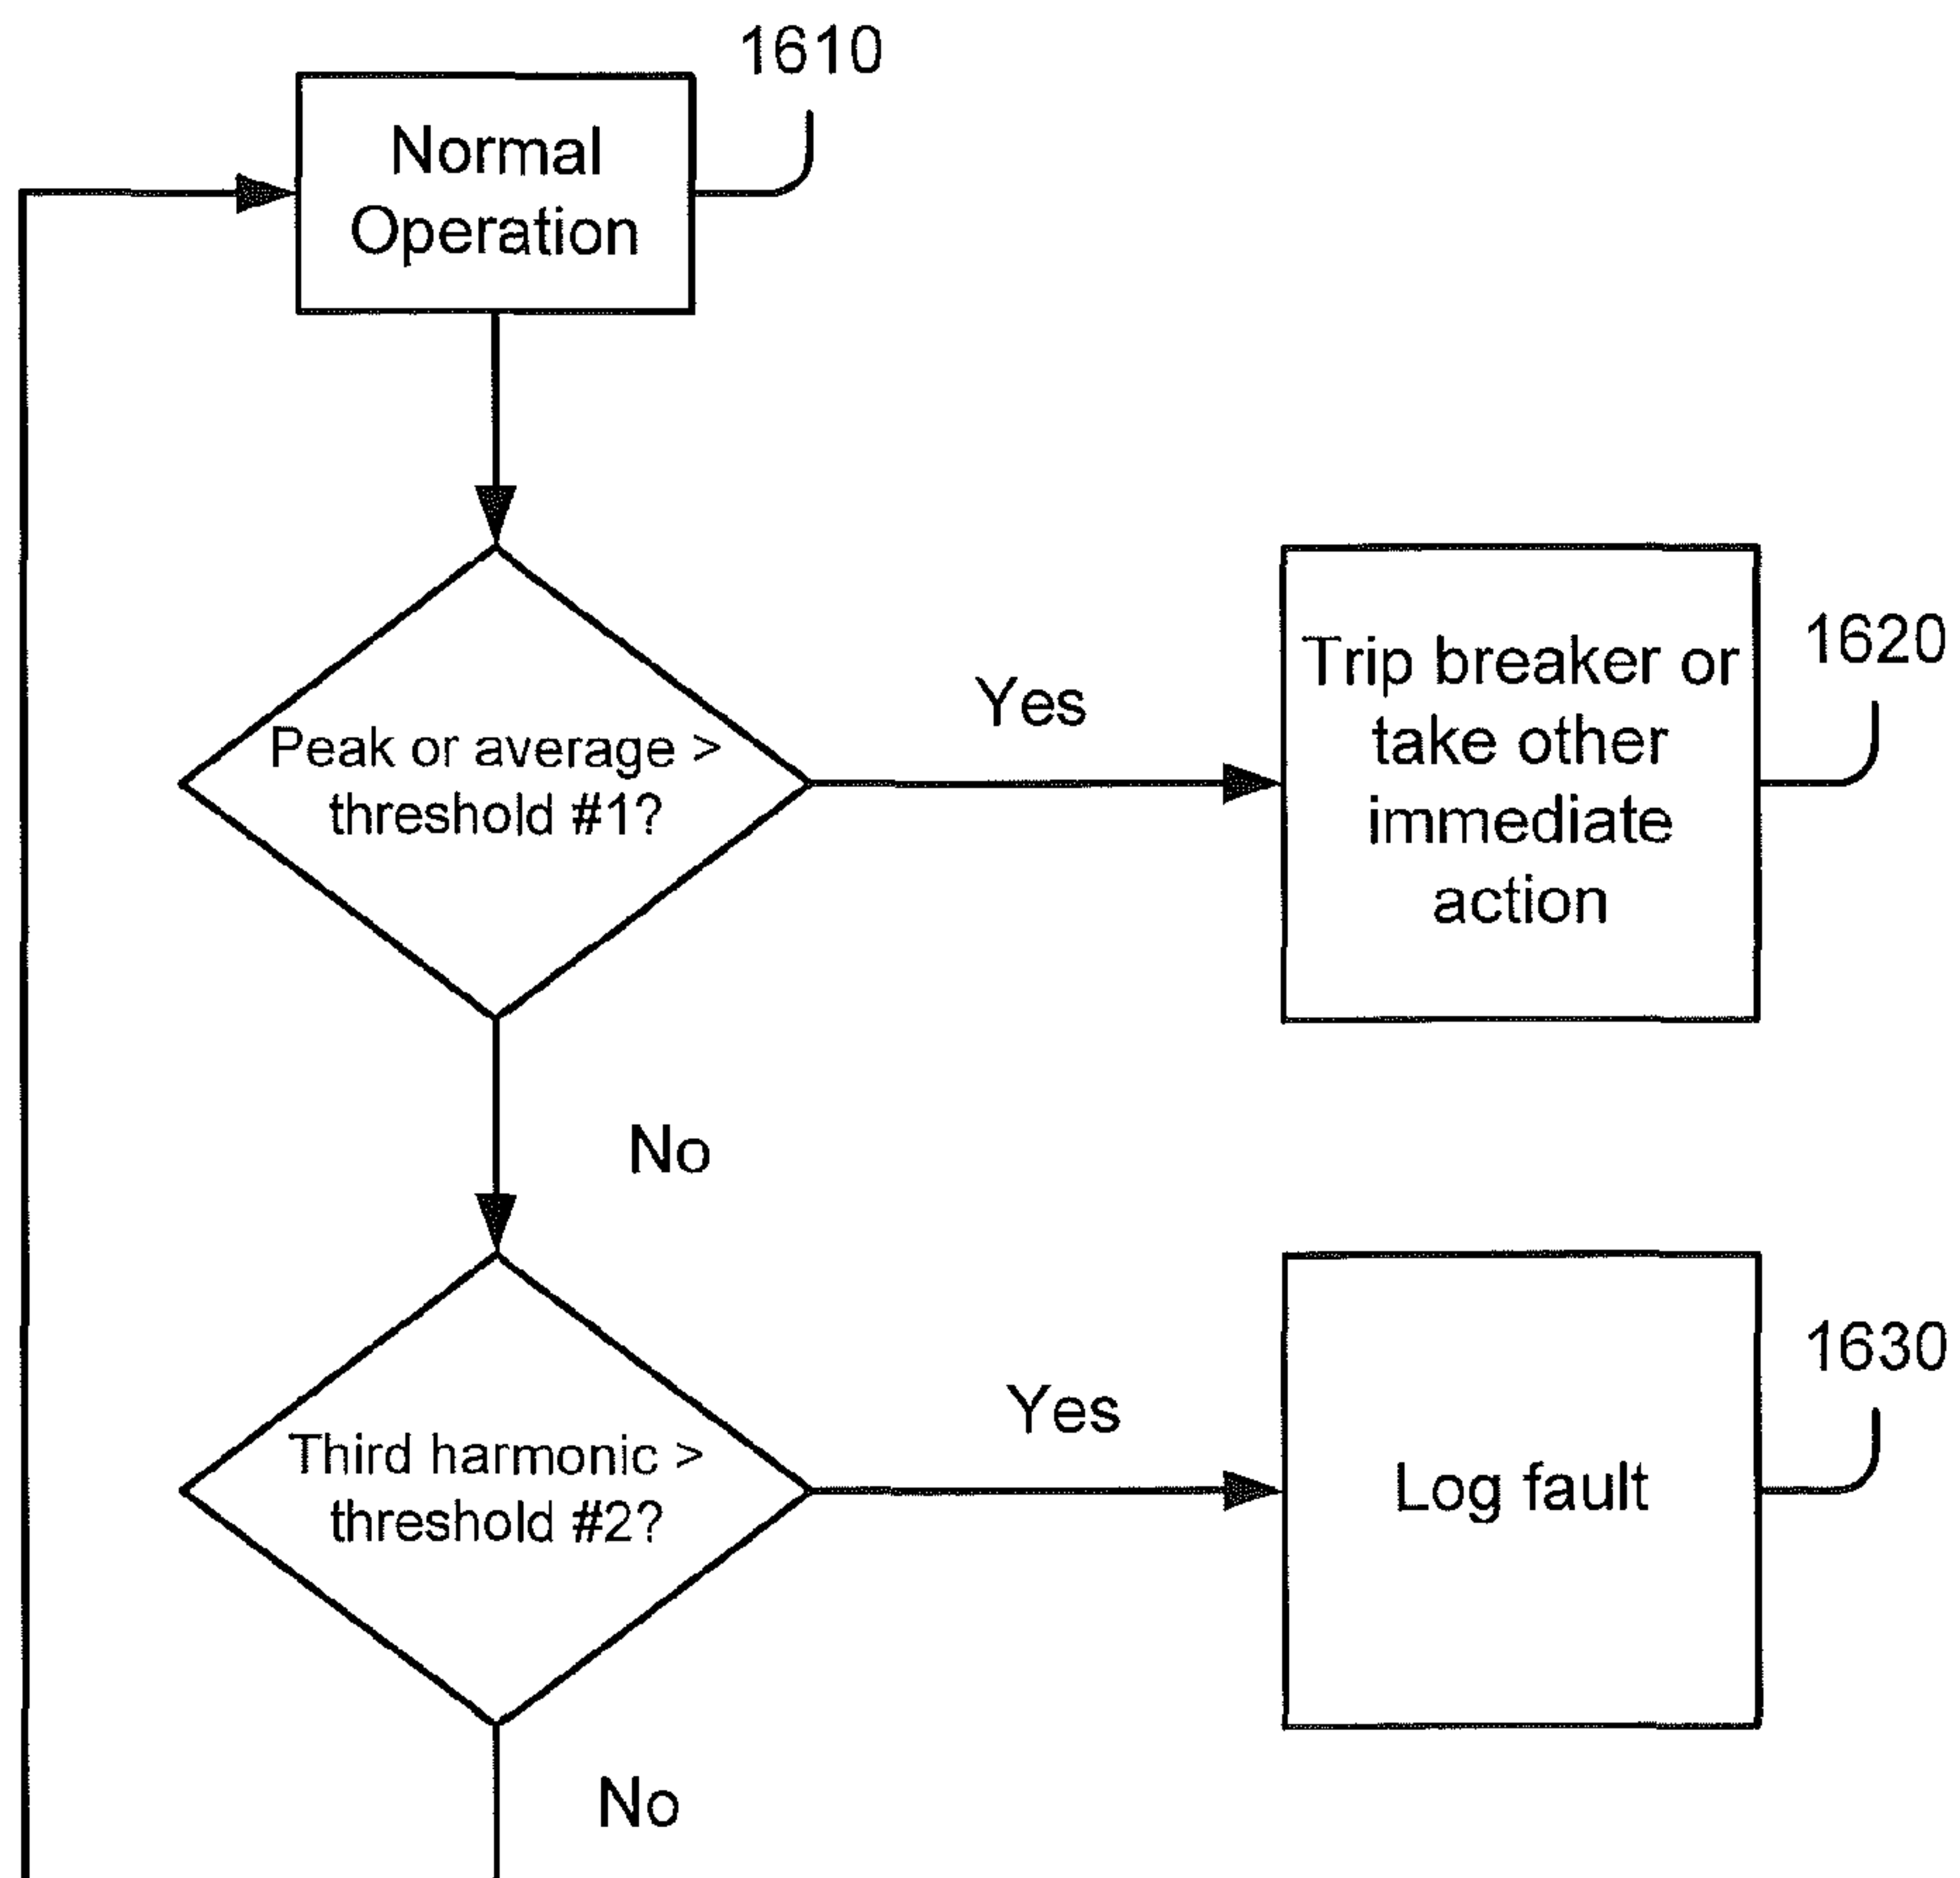 1610
Normal
Operation
Peak or average >
threshold #1?
Yes
Trip breaker or
take other
immediate
action
1620
No
Third harmonic >
threshold #2?
Yes
Log fault
1630
No